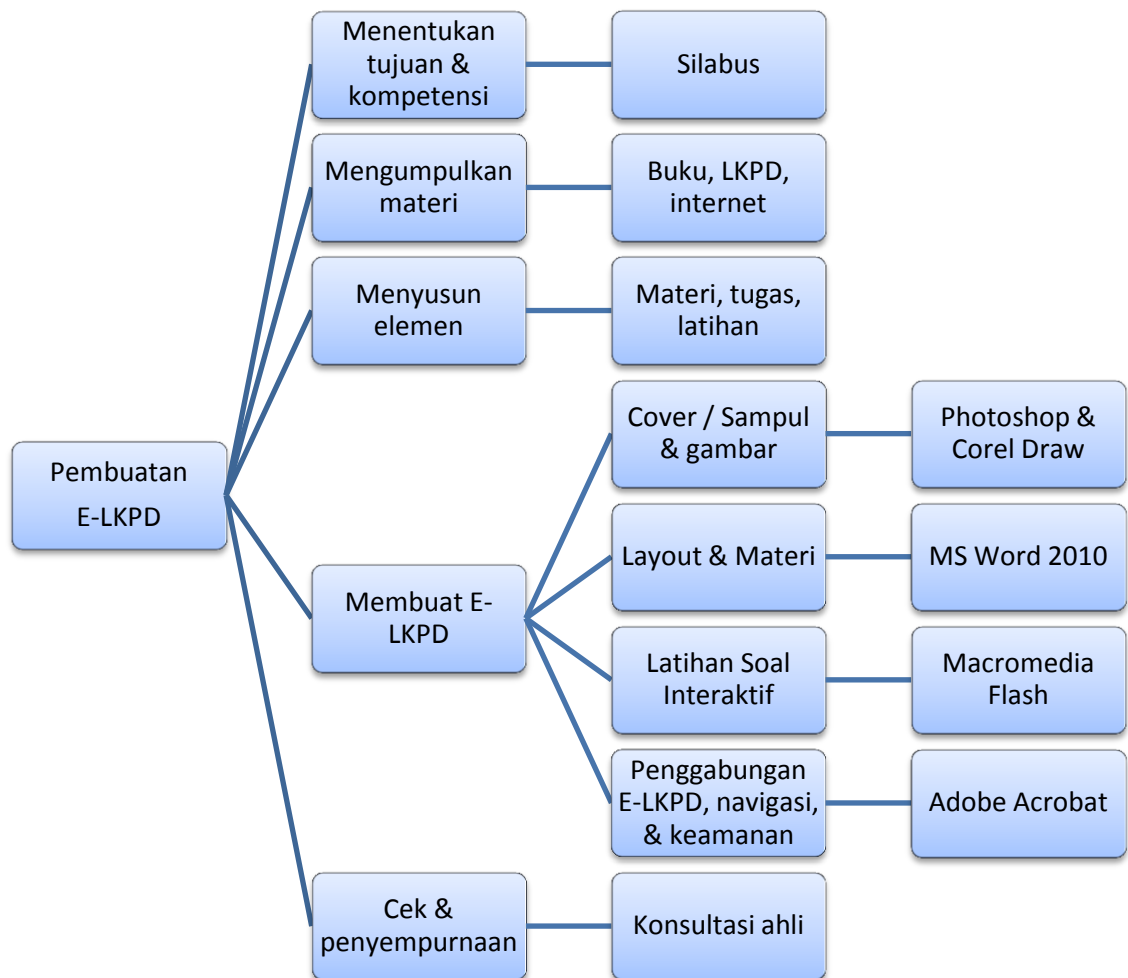 Menentukan
tujuan &
kompetensi
Silabus
Mengumpulkan
materi
Buku, LKPD,
internet
Menyusun
elemen
Materi, tugas,
latihan
Pembuatan
E-LKPD
Membuat E-
LKPD
Cover / Sampul
& gambar
Photoshop &
Corel Draw
Layout & Materi
MS Word 2010
Latihan Soal
Interaktif
Macromedia
Flash
Penggabungan
E-LKPD, navigasi,
& keamanan
Adobe Acrobat
Cek &
penyempurnaan
Konsultasi ahli